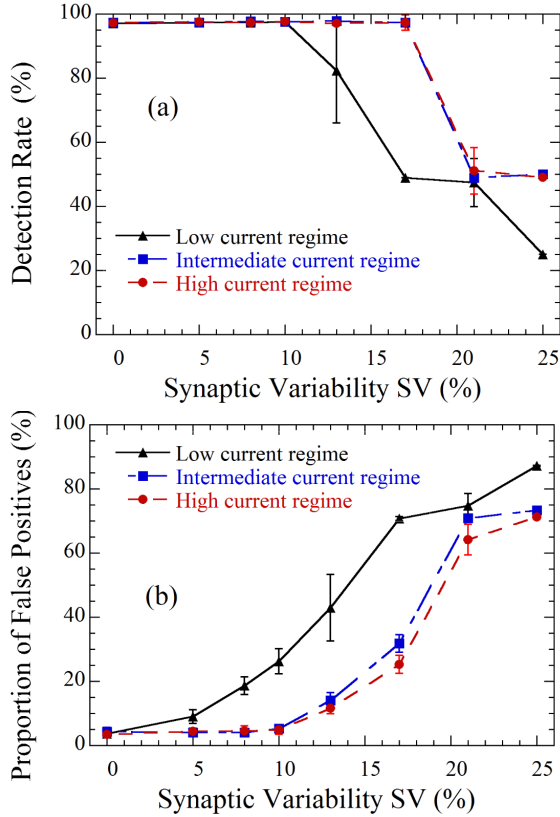 100
80
60
40
20
0
Detection Rate (%)
(a)
Low current regime
Intermediate current regime
High current regime
0 5 10 15 20 25
Synaptic Variability SV (%)
100
80
60
40
20
0
Proportion of False Positives (%)
Low current regime
Intermediate current regime
High current regime
(b)
0 5 10 15 20 25
Synaptic Variability SV (%)